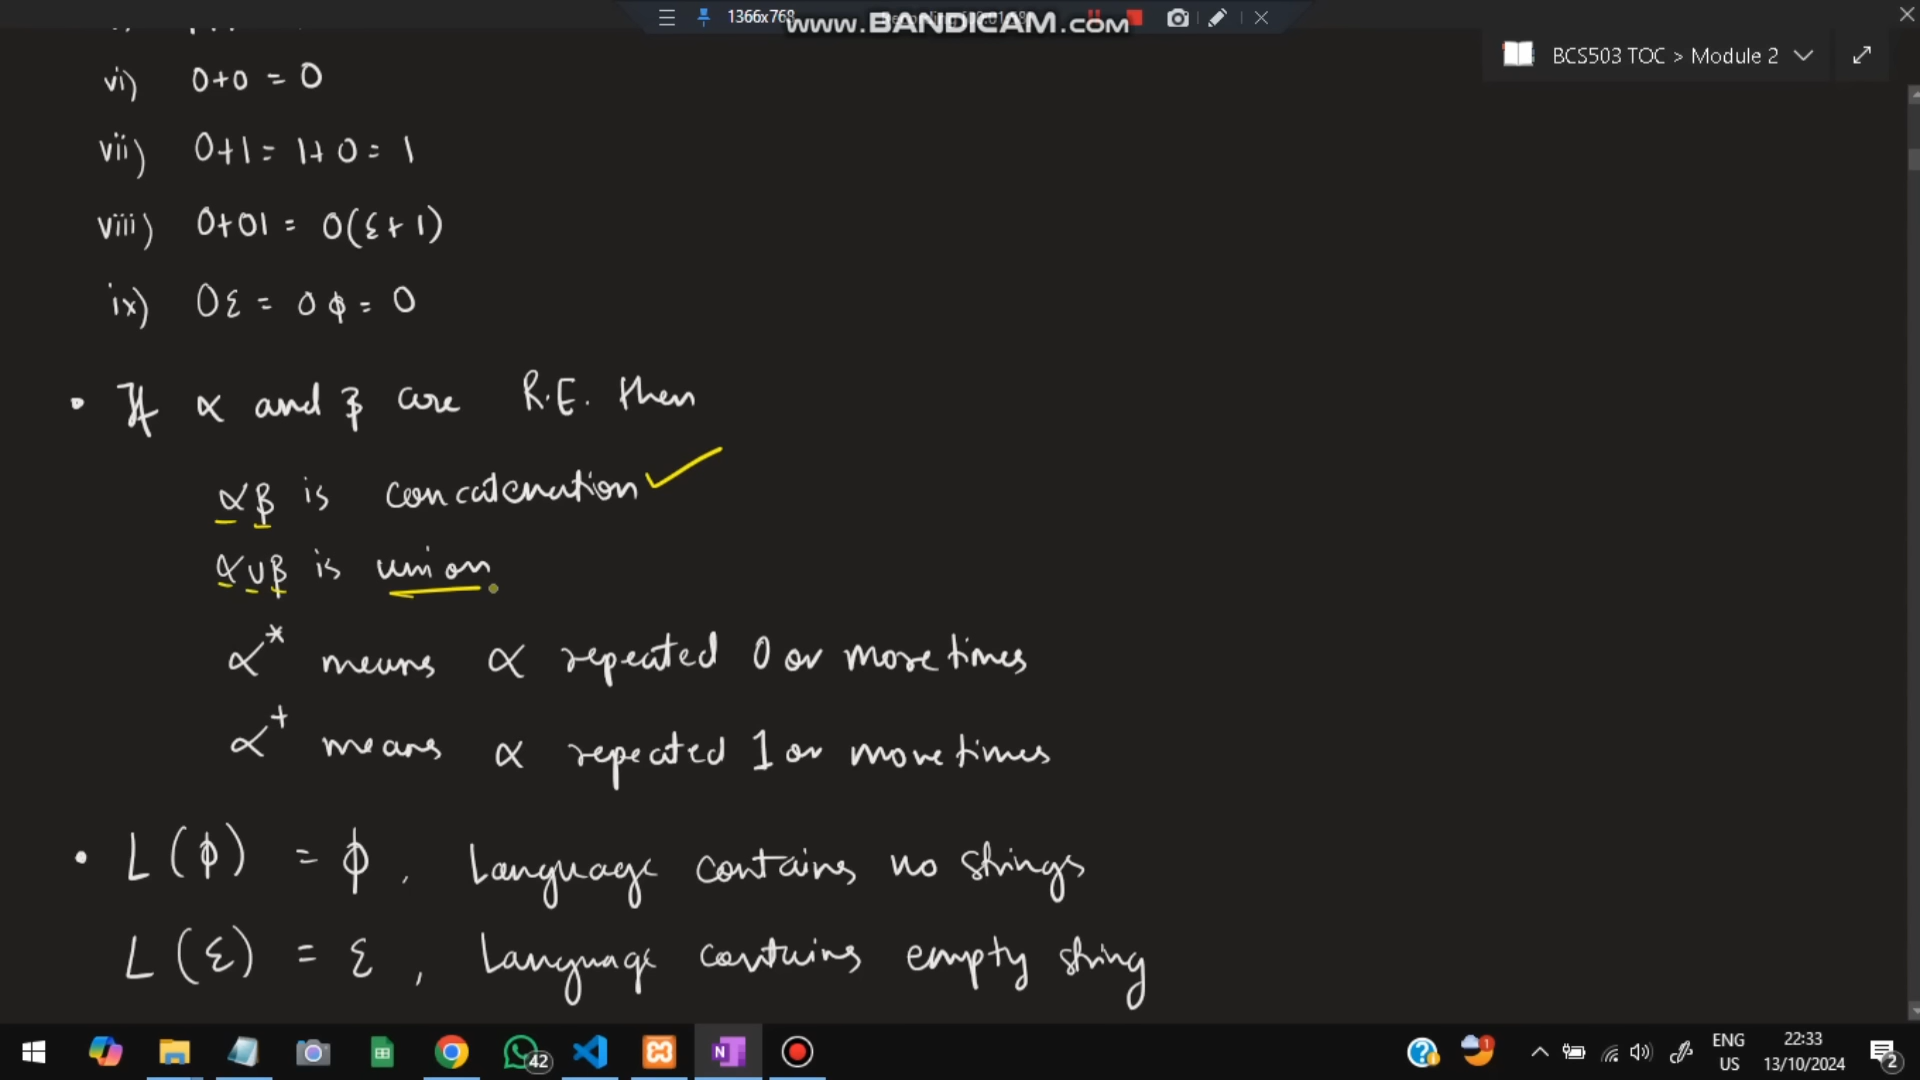 1366x768
www.BANDICAM.com
BCS503 TOC > Module 2
vi) 0+0 = 0
vii) 0+1 = 1+0 = 1
viii) 0+01 = 0(ε+1)
ix) 0ε = 0ϕ = 0
• If α and β are R.E. then
αβ is concatenation
α∪β is union
α* means α repeated 0 or more times
α⁺ means α repeated 1 or more times
• L(ϕ) = ϕ, Language contains no strings
L(ε) = ε, Language contains empty string
42
1
ENG
US
22:33
13/10/2024
2